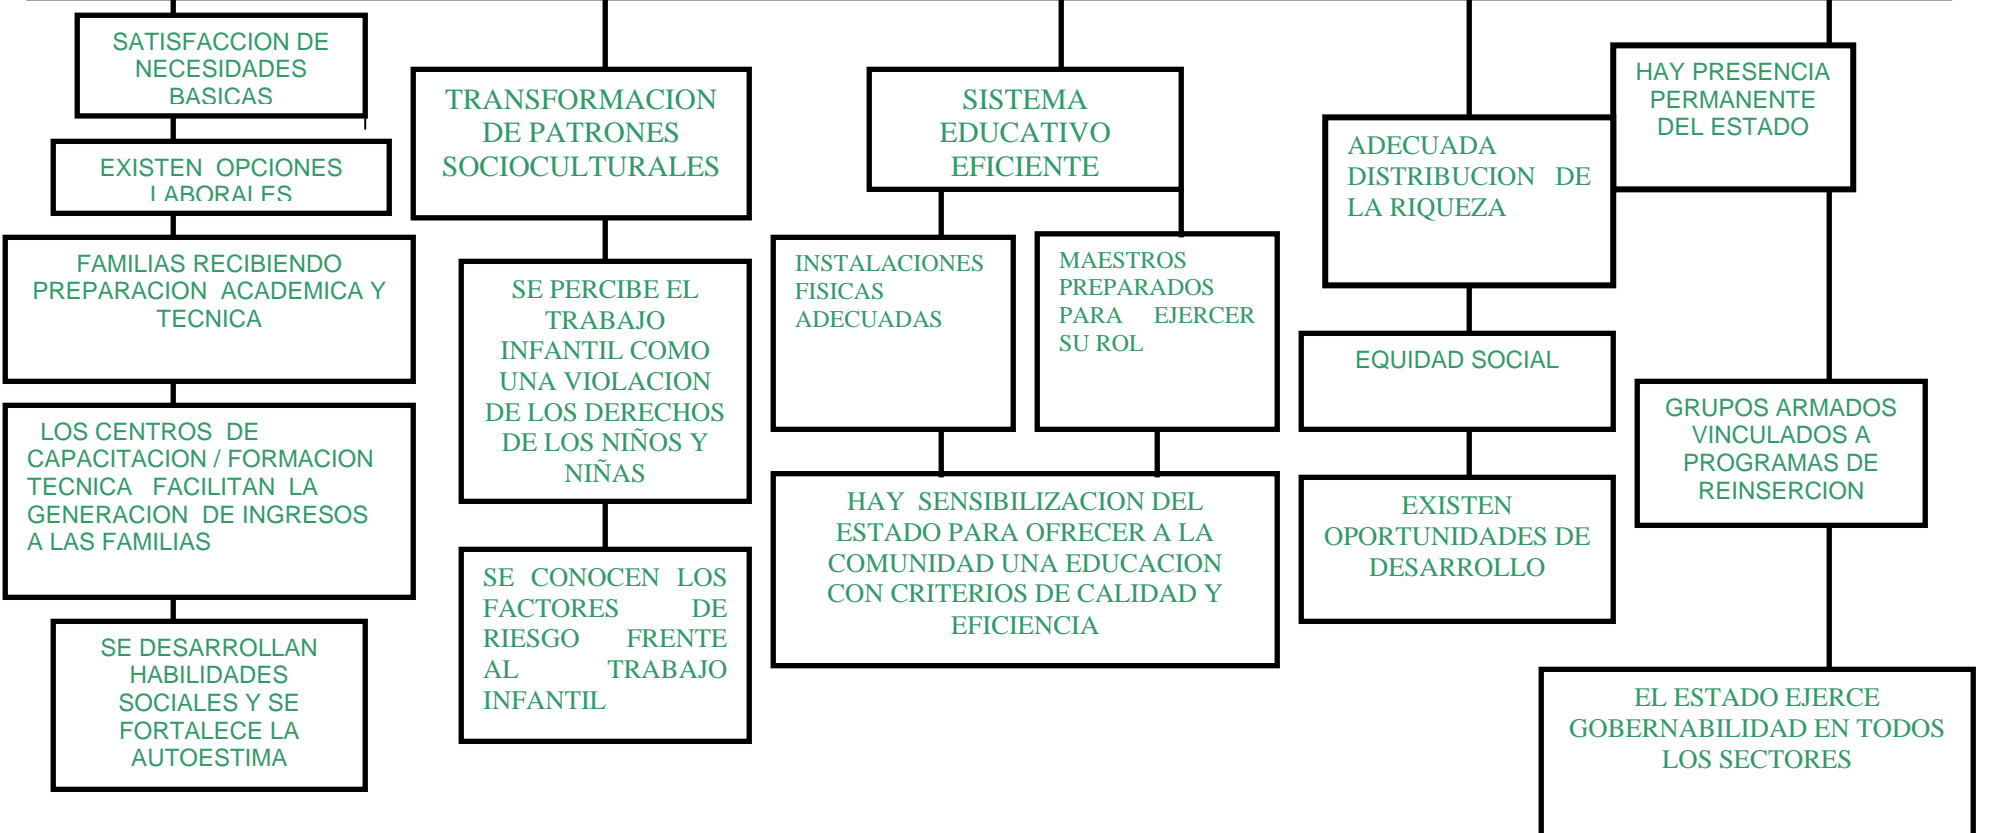 SATISFACCION DE
NECESIDADES
BASICAS
EXISTEN OPCIONES
LABORALES
FAMILIAS RECIBIENDO
PREPARACION ACADEMICA Y
TECNICA
LOS CENTROS DE
CAPACITACION / FORMACION
TECNICA FACILITAN LA
GENERACION DE INGRESOS
A LAS FAMILIAS
SE DESARROLLAN
HABILIDADES
SOCIALES Y SE
FORTALECE LA
AUTOESTIMA
TRANSFORMACION
DE PATRONES
SOCIOCULTURALES
SE PERCIBE EL
TRABAJO
INFANTIL COMO
UNA VIOLACION
DE LOS DERECHOS
DE LOS NIÑOS Y
NIÑAS
SE CONOCEN LOS
FACTORES DE
RIESGO FRENTE
AL TRABAJO
INFANTIL
SISTEMA
EDUCATIVO
EFICIENTE
INSTALACIONES
FISICAS
ADECUADAS
MAESTROS
PREPARADOS
PARA EJERCER
SU ROL
HAY SENSIBILIZACION DEL
ESTADO PARA OFRECER A LA
COMUNIDAD UNA EDUCACION
CON CRITERIOS DE CALIDAD Y
EFICIENCIA
ADECUADA
DISTRIBUCION DE
LA RIQUEZA
EQUIDAD SOCIAL
EXISTEN
OPORTUNIDADES DE
DESARROLLO
HAY PRESENCIA
PERMANENTE
DEL ESTADO
GRUPOS ARMADOS
VINCULADOS A
PROGRAMAS DE
REINSERCION
EL ESTADO EJERCE
GOBERNABILIDAD EN TODOS
LOS SECTORES